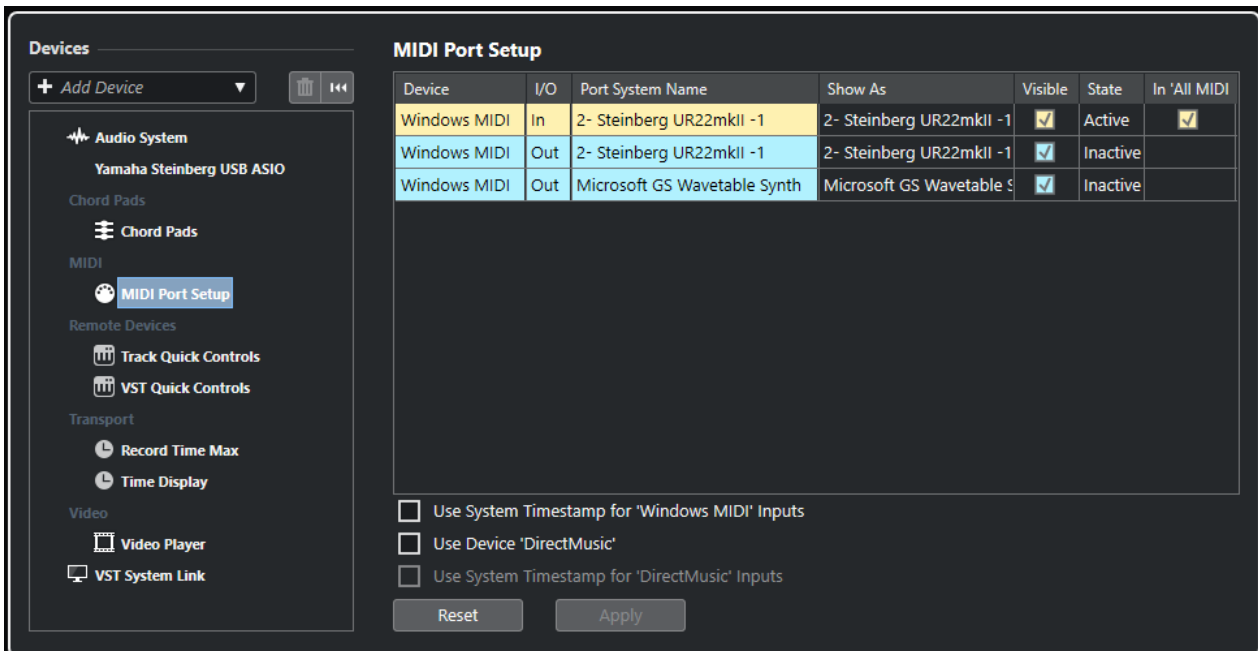 Devices
Add Device
Audio System
Yamaha Steinberg USB ASIO
Chord Pads
Chord Pads
MIDI
MIDI Port Setup
Remote Devices
Track Quick Controls
VST Quick Controls
Transport
Record Time Max
Time Display
Video
Video Player
VST System Link
MIDI Port Setup
Device I/O Port System Name Show As Visible State In 'All MIDI
Windows MIDI In 2- Steinberg UR22mkII -1 2- Steinberg UR22mkII -1 Active
Windows MIDI Out 2- Steinberg UR22mkII -1 2- Steinberg UR22mkII -1 Inactive
Windows MIDI Out Microsoft GS Wavetable Synth Microsoft GS Wavetable S Inactive
Use System Timestamp for 'Windows MIDI' Inputs
Use Device 'DirectMusic'
Use System Timestamp for 'DirectMusic' Inputs
Reset Apply